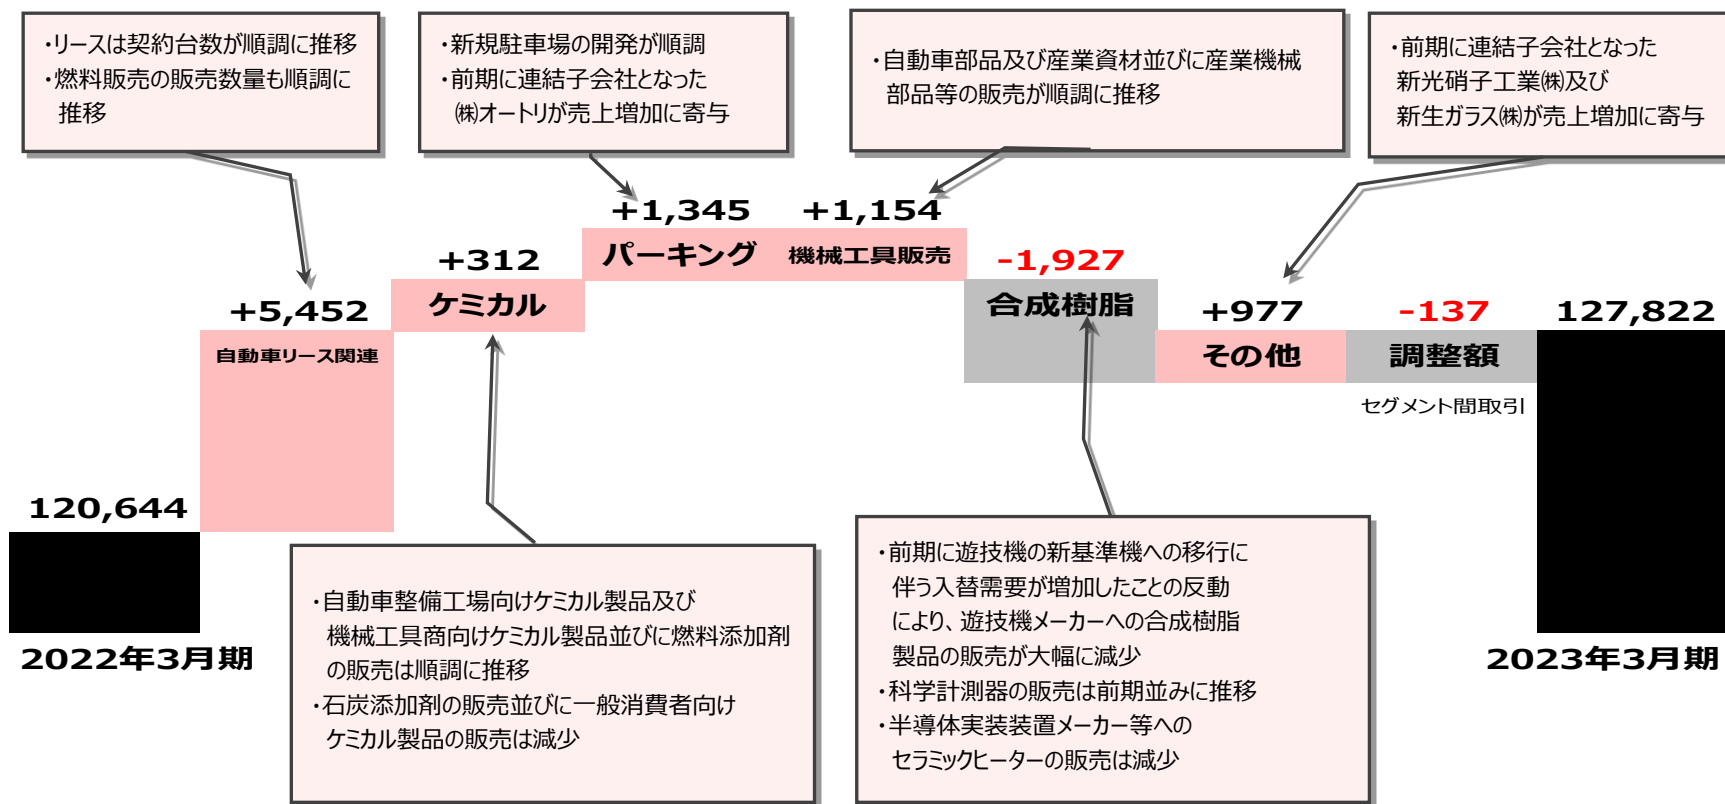 ・リースは契約台数が順調に推移
・燃料販売の販売数量も順調に
推移
・新規駐車場の開発が順調
・前期に連結子会社となった
㈱オートリが売上増加に寄与
・自動車部品及び産業資材並びに産業機械
部品等の販売が順調に推移
・前期に連結子会社となった
新光硝子工業㈱及び
新生ガラス㈱が売上増加に寄与
120,644
2022年3月期
+5,452
自動車リース関連
+312
ケミカル
+1,345
パーキング
+1,154
機械工具販売
-1,927
合成樹脂
+977
その他
-137
調整額
セグメント間取引
127,822
2023年3月期
・自動車整備工場向けケミカル製品及び
機械工具商向けケミカル製品並びに燃料添加剤
の販売は順調に推移
・石炭添加剤の販売並びに一般消費者向け
ケミカル製品の販売は減少
・前期に遊技機の新基準機への移行に
伴う入替需要が増加したことの反動
により、遊技機メーカーへの合成樹脂
製品の販売が大幅に減少
・科学計測器の販売は前期並みに推移
・半導体実装装置メーカー等への
セラミックヒーターの販売は減少